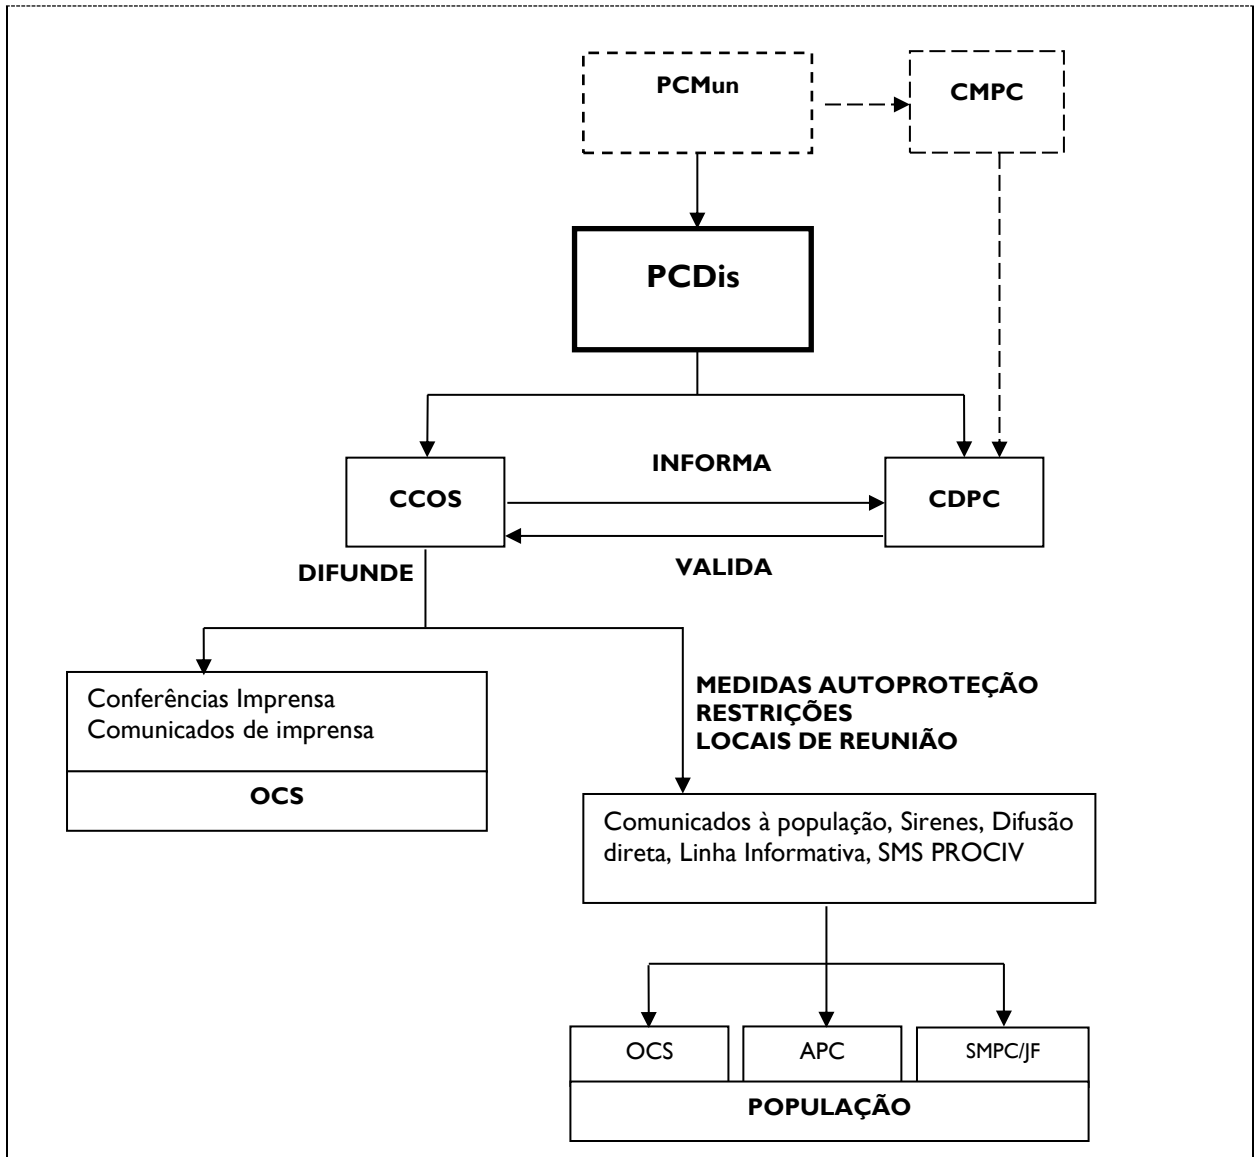 PCMun
CMPC
PCDis
INFORMA
CCOS
CDPC
VALIDA
DIFUNDE
Conferências Imprensa
Comunicados de imprensa
OCS
MEDIDAS AUTOPROTEÇÃO
RESTRIÇÕES
LOCAIS DE REUNIÃO
Comunicados à população, Sirenes, Difusão
direta, Linha Informativa, SMS PROCIV
OCS
APC
SMPC/JF
POPULAÇÃO